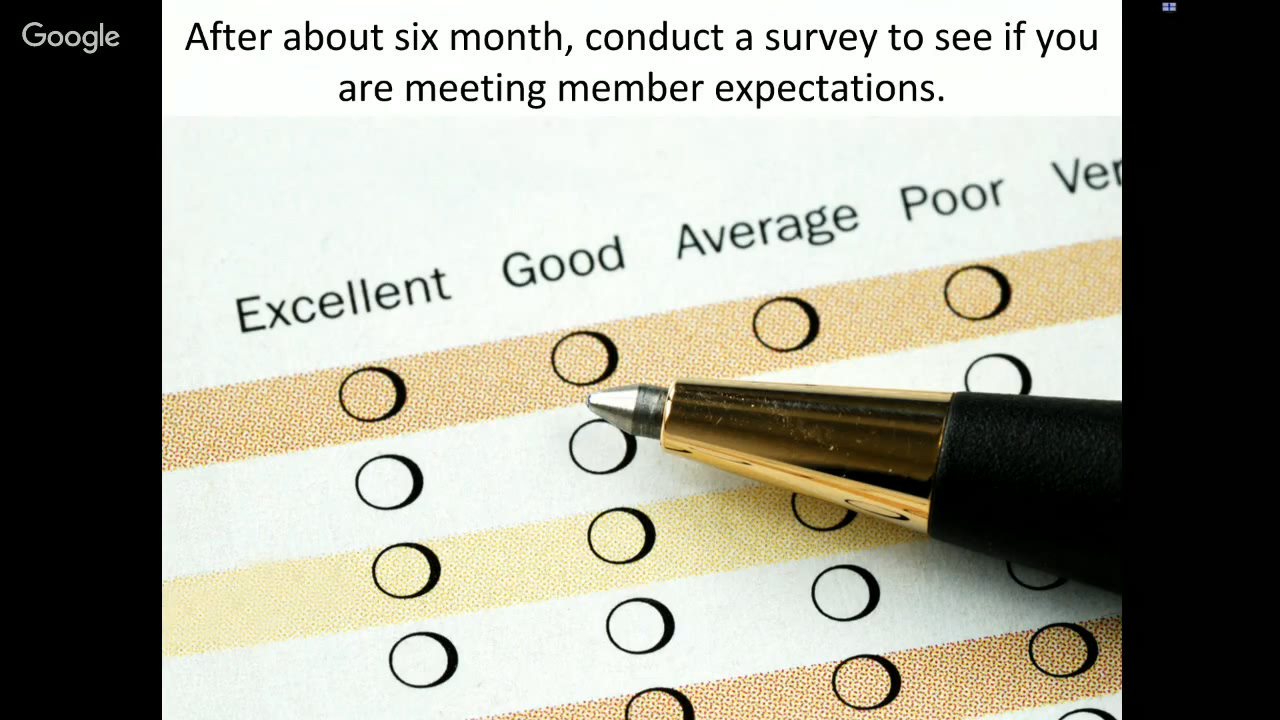 Google
After about six month, conduct a survey to see if you
are meeting member expectations.
Excellent Good Average Poor Ver